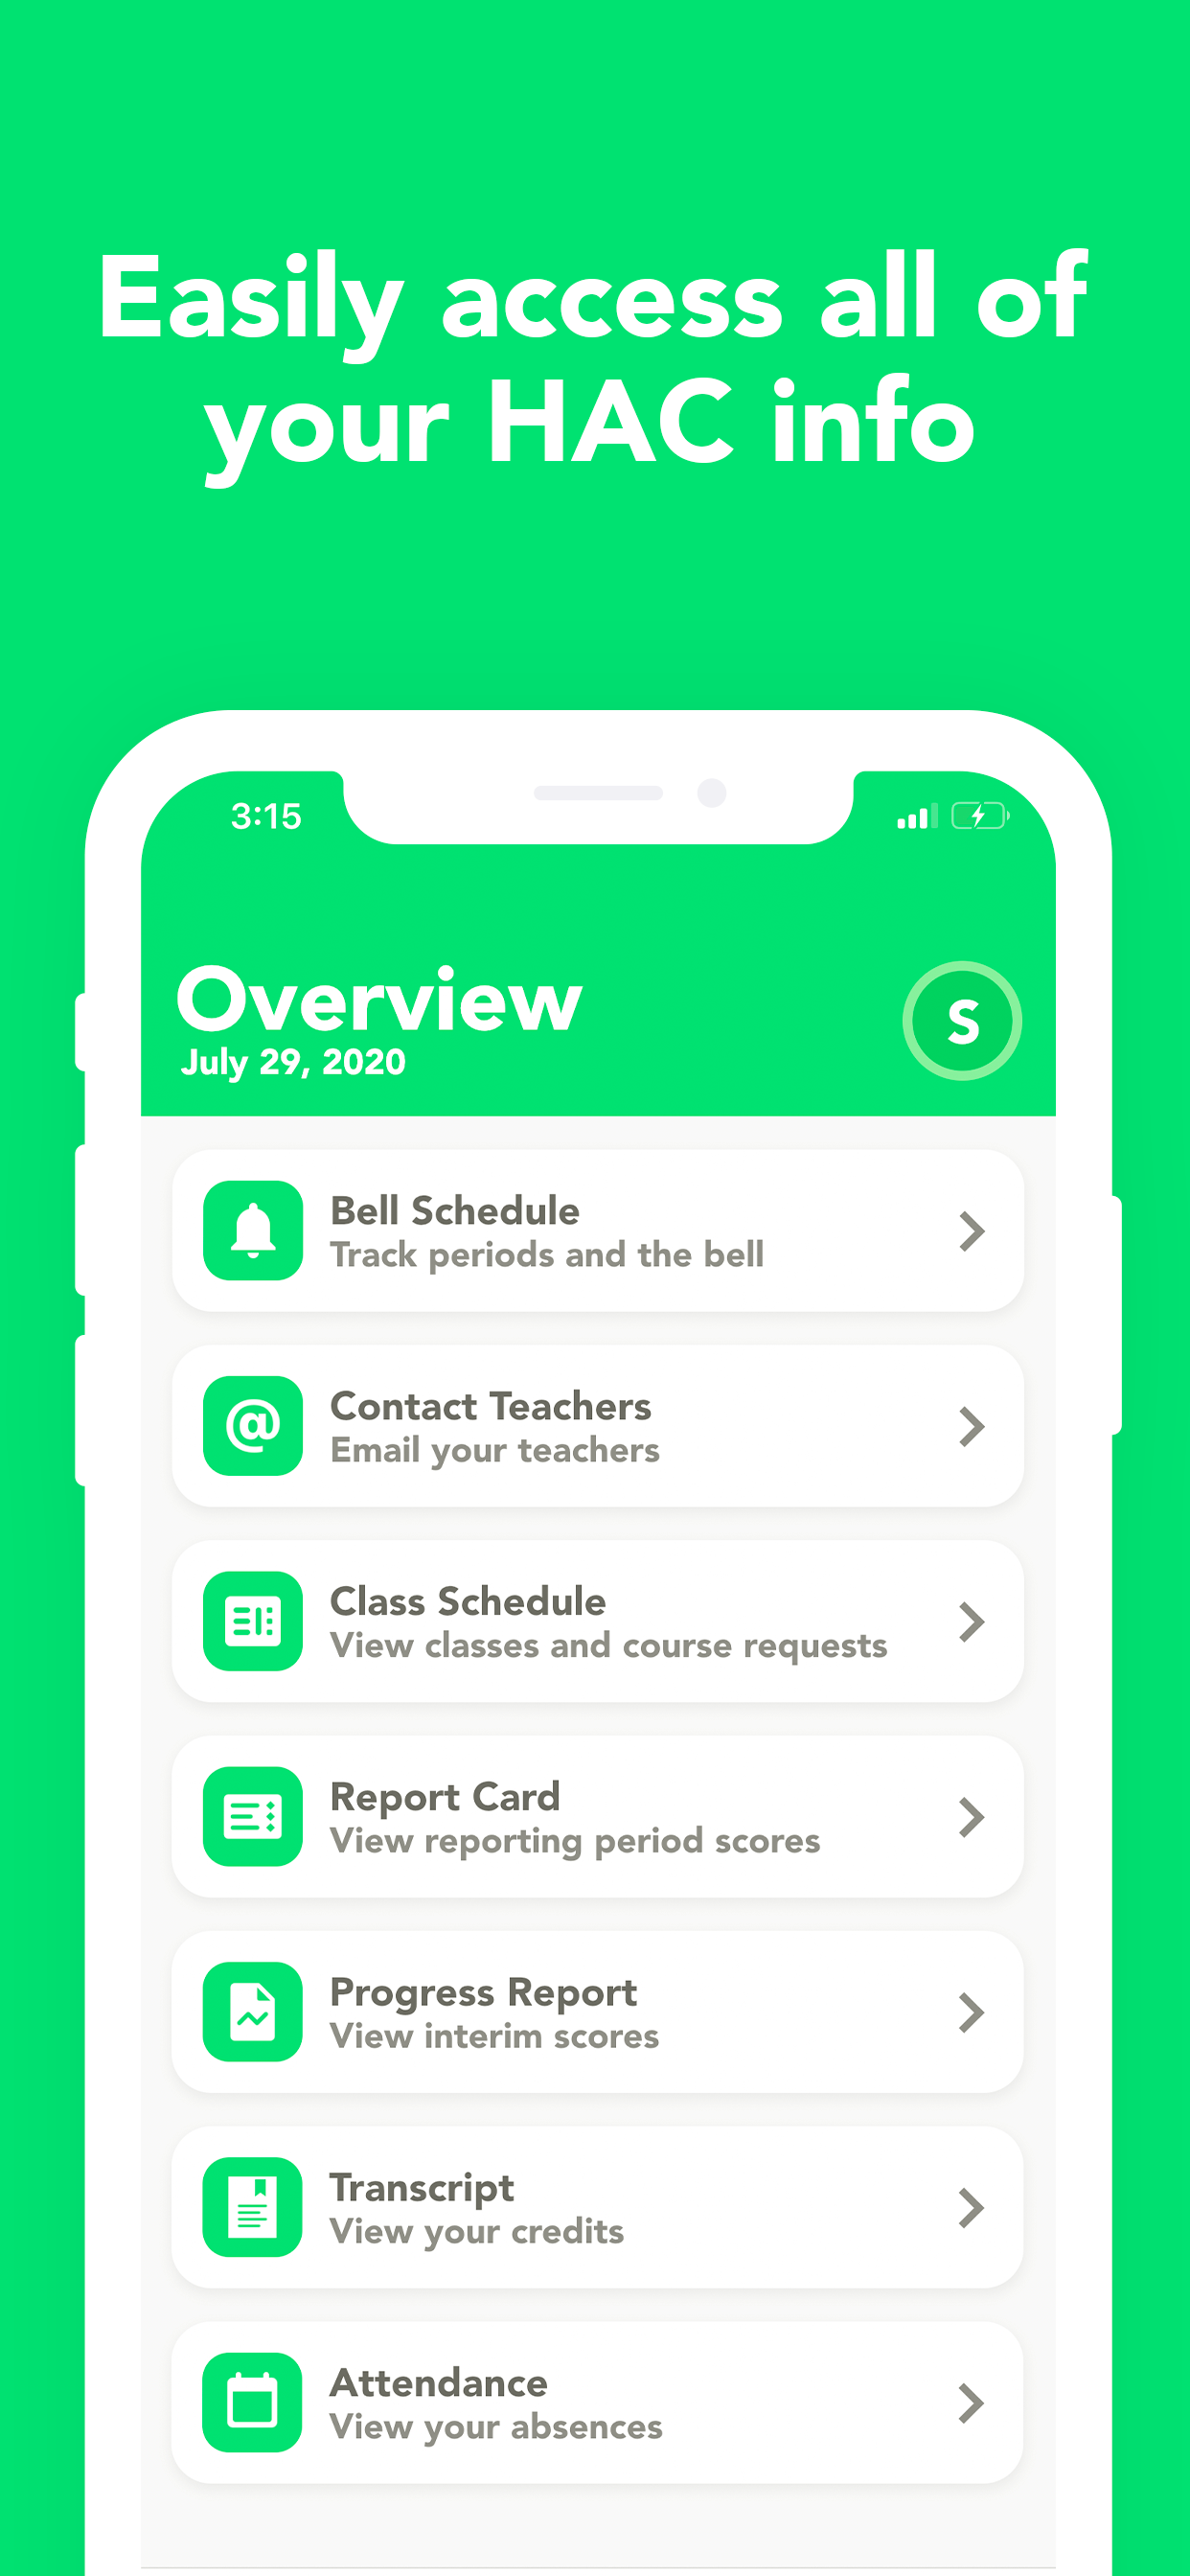 Easily access all of
your HAC info
3:15
Overview
July 29, 2020
S
Bell Schedule
Track periods and the bell
@
Contact Teachers
Email your teachers
Class Schedule
View classes and course requests
Report Card
View reporting period scores
Progress Report
View interim scores
Transcript
View your credits
Attendance
View your absences